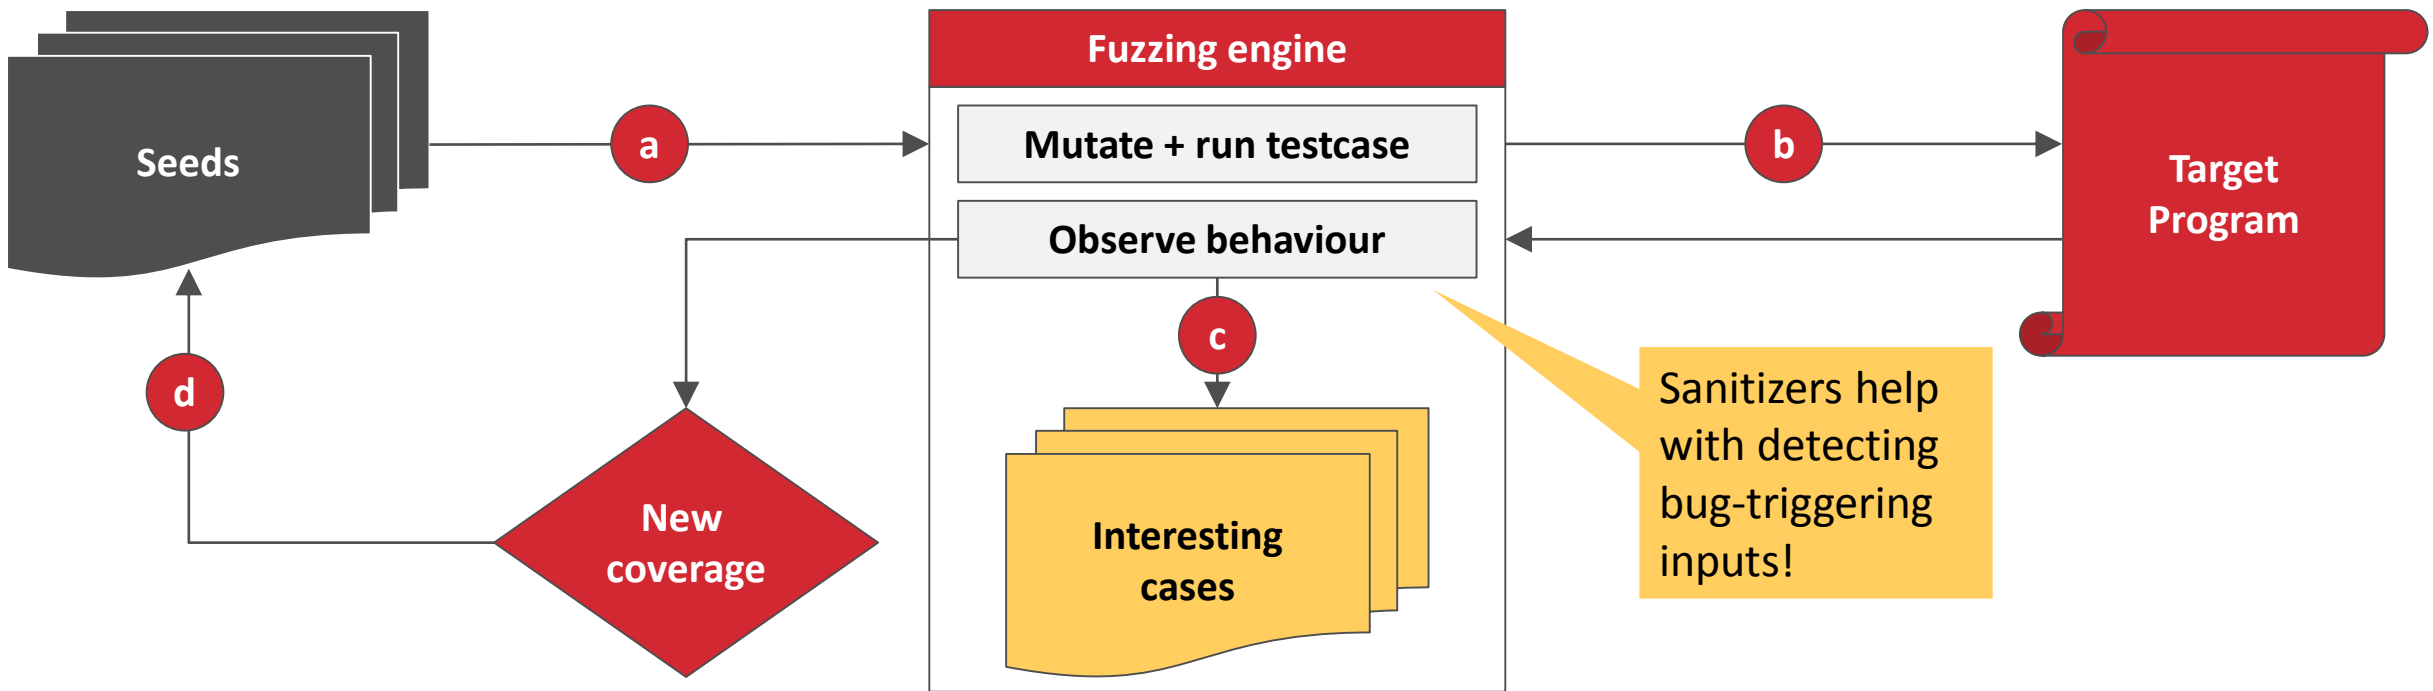 Fuzzing engine
Seeds
a
Mutate + run testcase
b
Target
Program
Observe behaviour
c
d
Sanitizers help
with detecting
bug-triggering
inputs!
New
coverage
Interesting
cases